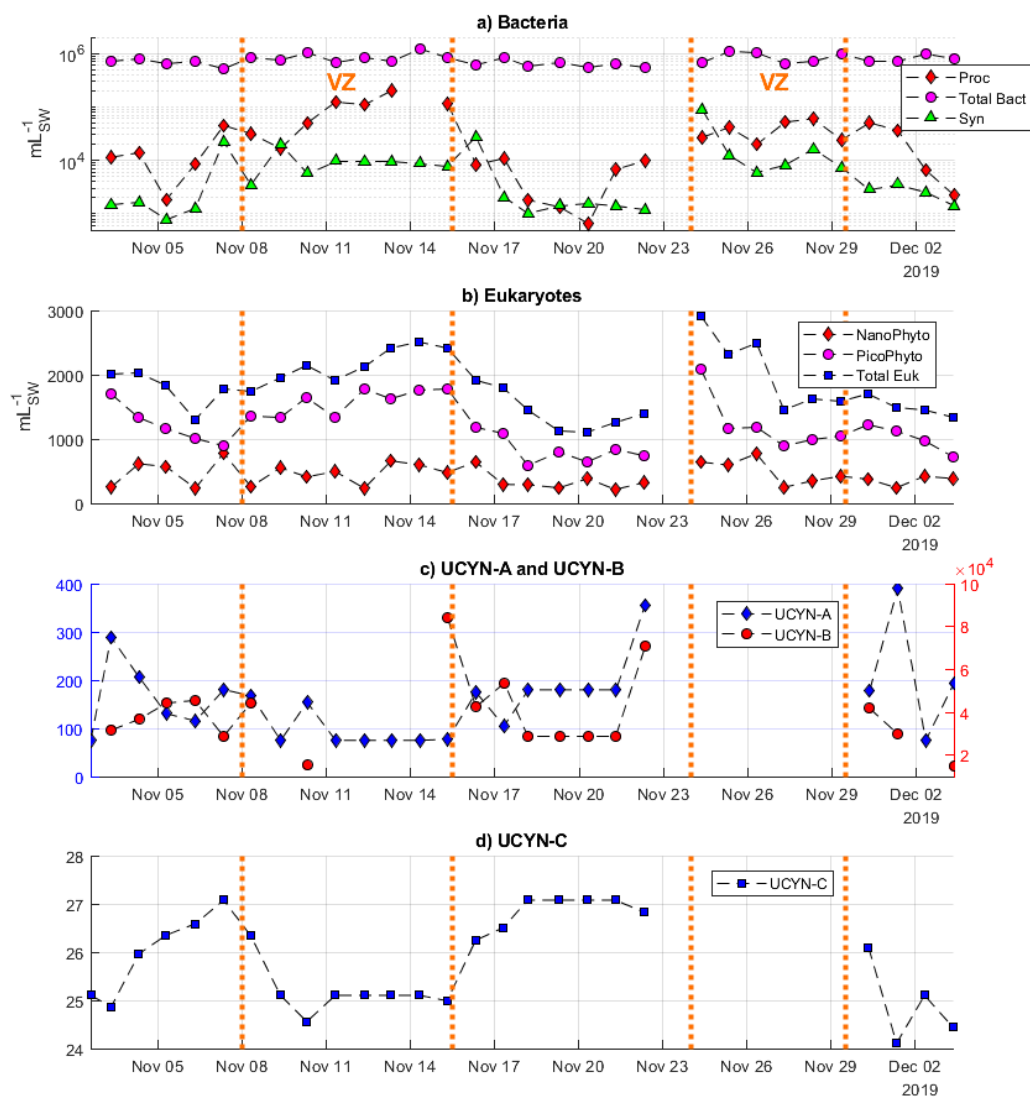 a) Bacteria
10^6
10^4
mL^-1_SW
VZ
VZ
Proc
Total Bact
Syn
Nov 05 Nov 08 Nov 11 Nov 14 Nov 17 Nov 20 Nov 23 Nov 26 Nov 29 Dec 02
2019
b) Eukaryotes
3000
2000
1000
0
mL^-1_SW
NanoPhyto
PicoPhyto
Total Euk
Nov 05 Nov 08 Nov 11 Nov 14 Nov 17 Nov 20 Nov 23 Nov 26 Nov 29 Dec 02
2019
c) UCYN-A and UCYN-B
×10^4
400
300
200
100
0
10
8
6
4
2
UCYN-A
UCYN-B
Nov 05 Nov 08 Nov 11 Nov 14 Nov 17 Nov 20 Nov 23 Nov 26 Nov 29 Dec 02
2019
d) UCYN-C
28
27
26
25
24
UCYN-C
Nov 05 Nov 08 Nov 11 Nov 14 Nov 17 Nov 20 Nov 23 Nov 26 Nov 29 Dec 02
2019